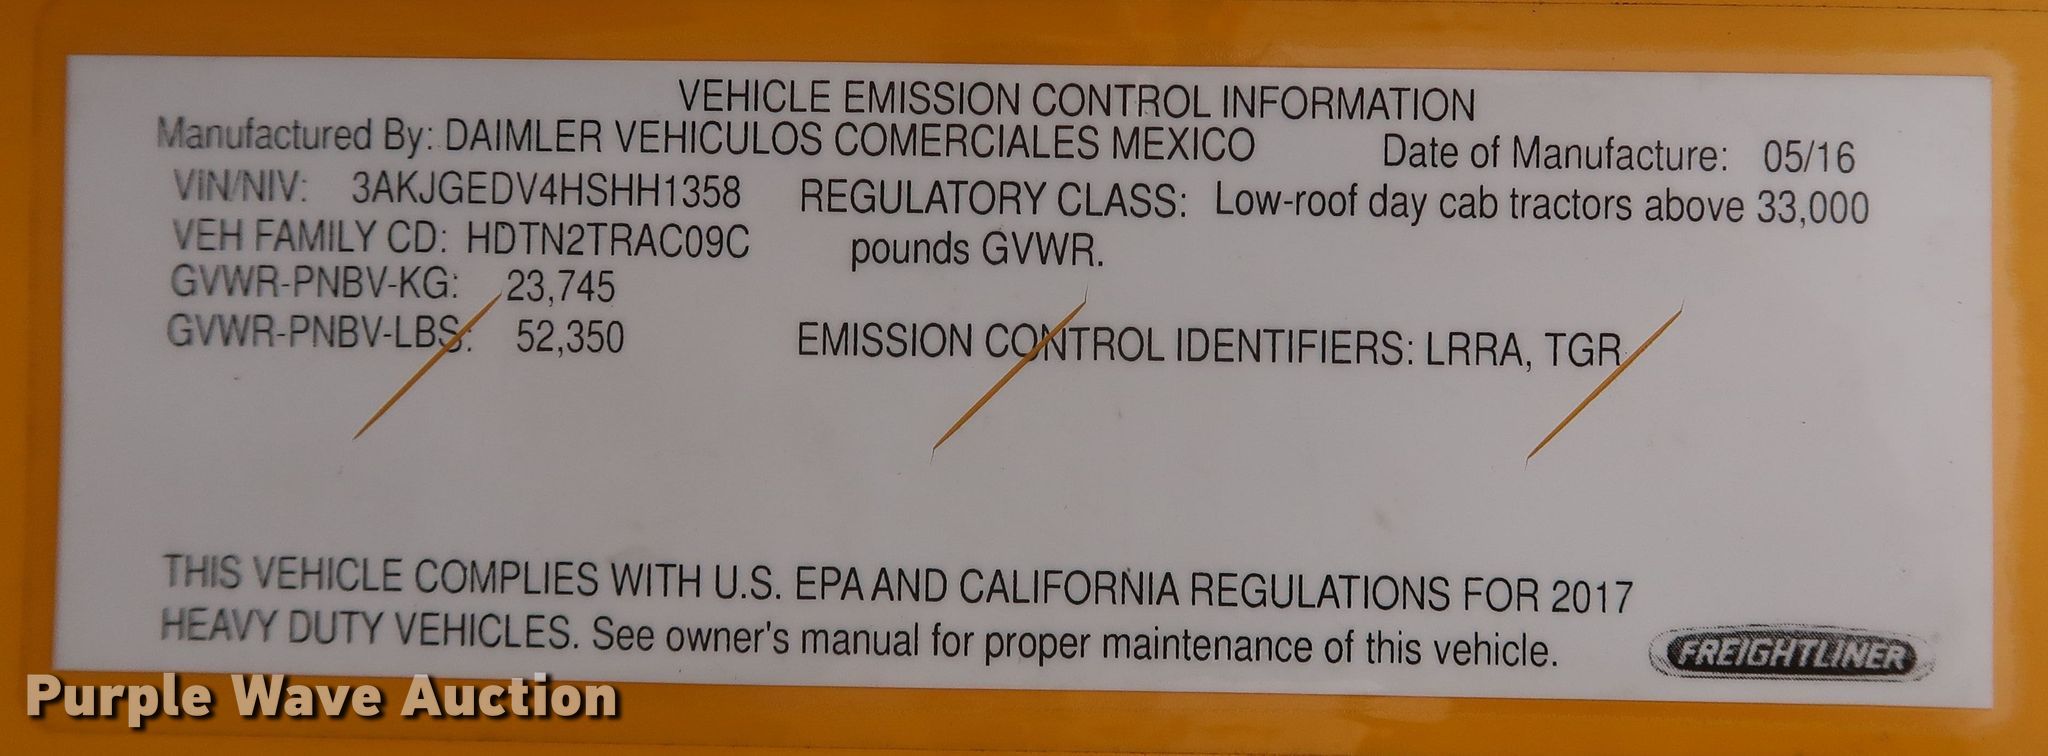 VEHICLE EMISSION CONTROL INFORMATION
Manufactured By: DAIMLER VEHICULOS COMERCIALES MEXICO Date of Manufacture: 05/16
VIN/NIV: 3AKJGEDV4HSHH1358 REGULATORY CLASS: Low-roof day cab tractors above 33,000
VEH FAMILY CD: HDTN2TRAC09C pounds GVWR.
GVWR-PNBV-KG: 23,745
GVWR-PNBV-LBS: 52,350 EMISSION CONTROL IDENTIFIERS: LRRA, TGR
THIS VEHICLE COMPLIES WITH U.S. EPA AND CALIFORNIA REGULATIONS FOR 2017
HEAVY DUTY VEHICLES. See owner's manual for proper maintenance of this vehicle.
FREIGHTLINER
Purple Wave Auction